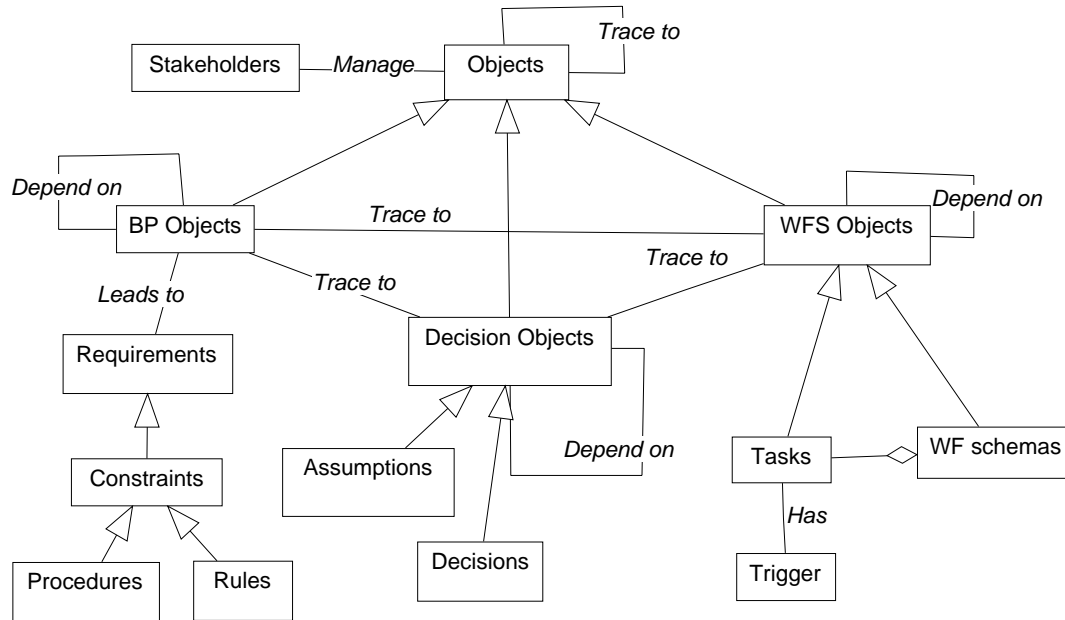 Trace to
Stakeholders
Manage
Objects
Depend on
BP Objects
Trace to
WFS Objects
Depend on
Leads to
Trace to
Trace to
Requirements
Decision Objects
Constraints
Assumptions
Depend on
Tasks
WF schemas
Procedures
Rules
Decisions
Has
Trigger